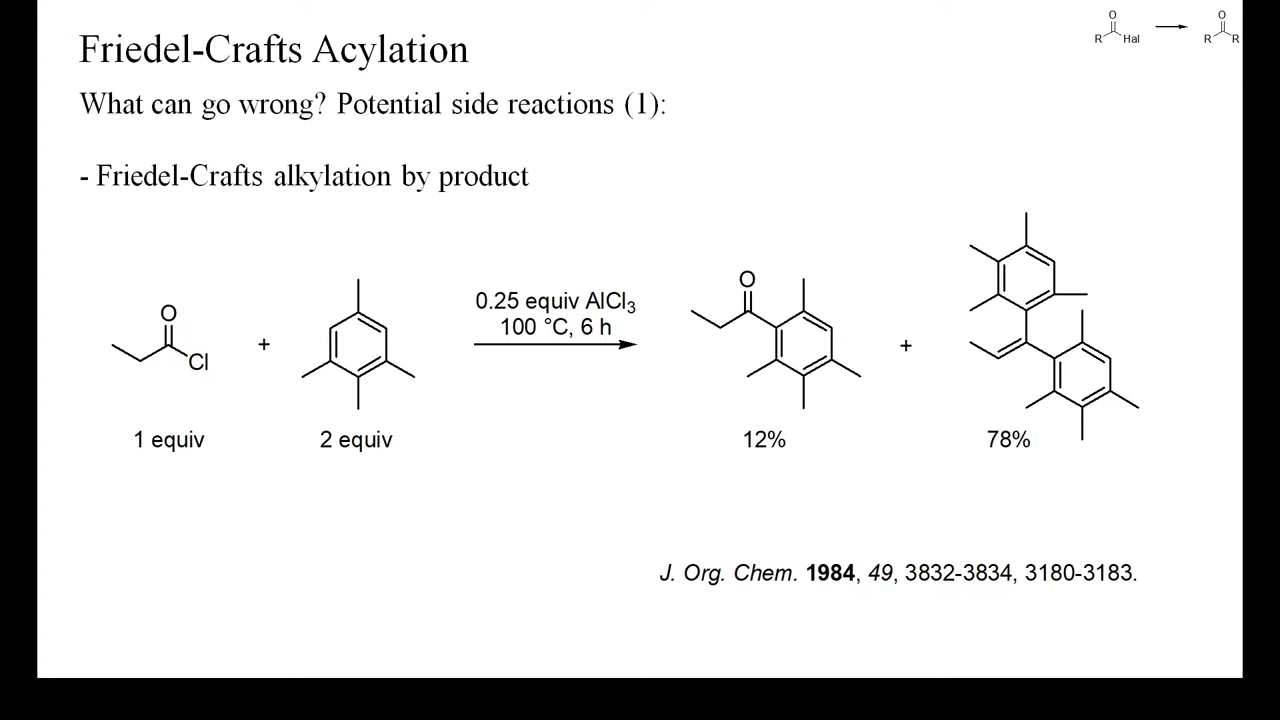 O O
R Hal R R
Friedel-Crafts Acylation
What can go wrong? Potential side reactions (1):
- Friedel-Crafts alkylation by product
O
Cl
+
0.25 equiv AlCl₃
100 °C, 6 h
O
+
1 equiv
2 equiv
12%
78%
J. Org. Chem. 1984, 49, 3832-3834, 3180-3183.